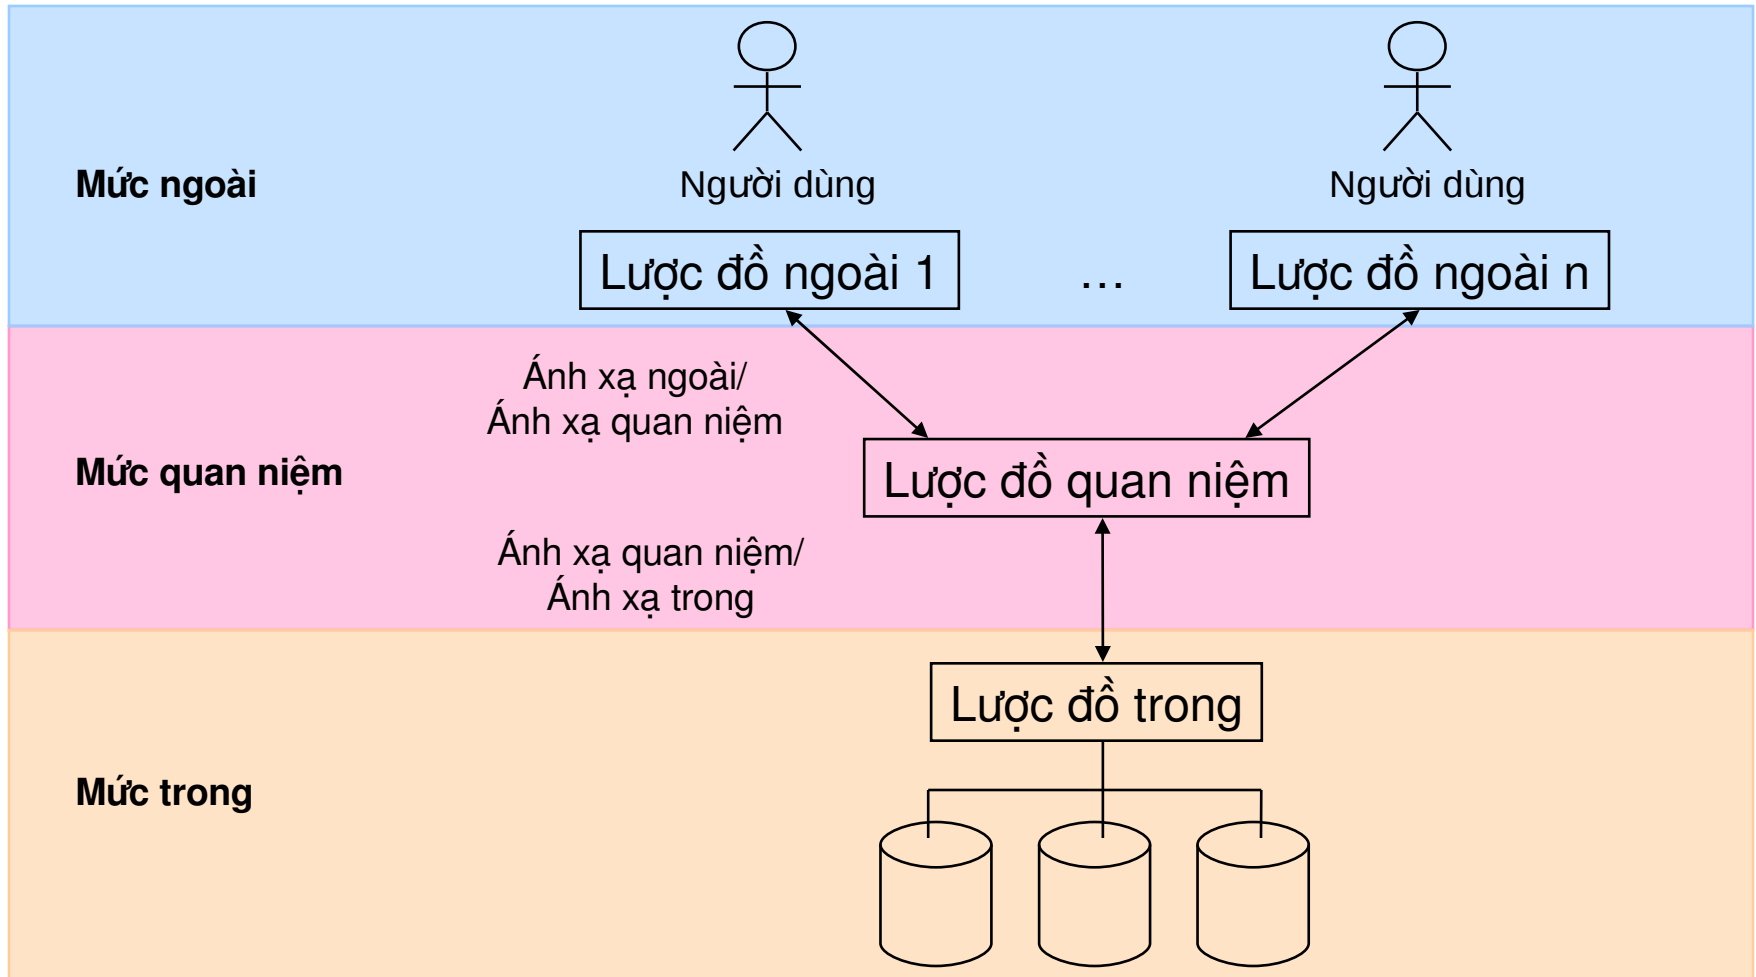 Người dùng
Người dùng
Mức ngoài
Lược đồ ngoài 1
…
Lược đồ ngoài n
Ánh xạ ngoài/
Ánh xạ quan niệm
Mức quan niệm
Lược đồ quan niệm
Ánh xạ quan niệm/
Ánh xạ trong
Lược đồ trong
Mức trong